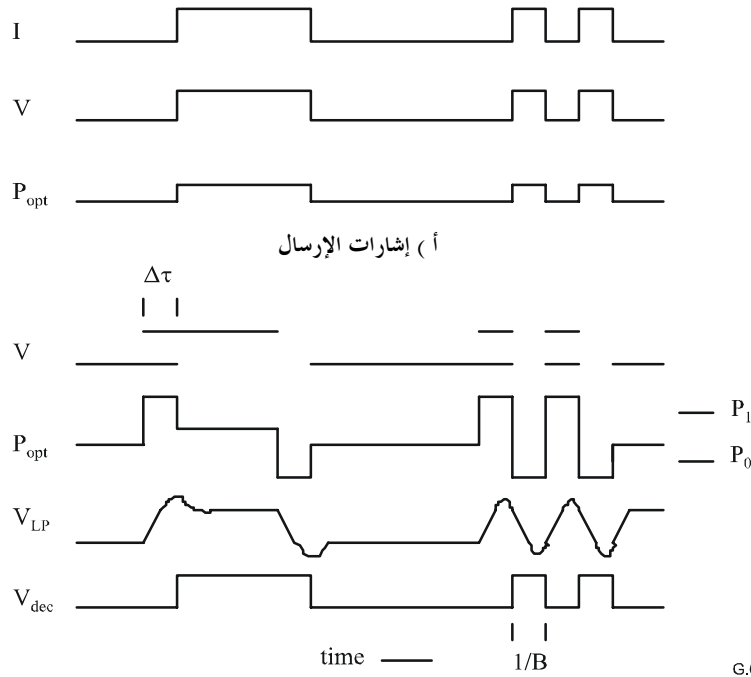 I
V
P_opt
أ ) إشارات الإرسال
Δτ
V
P_opt
P_1
P_0
V_LP
V_dec
time
1/B